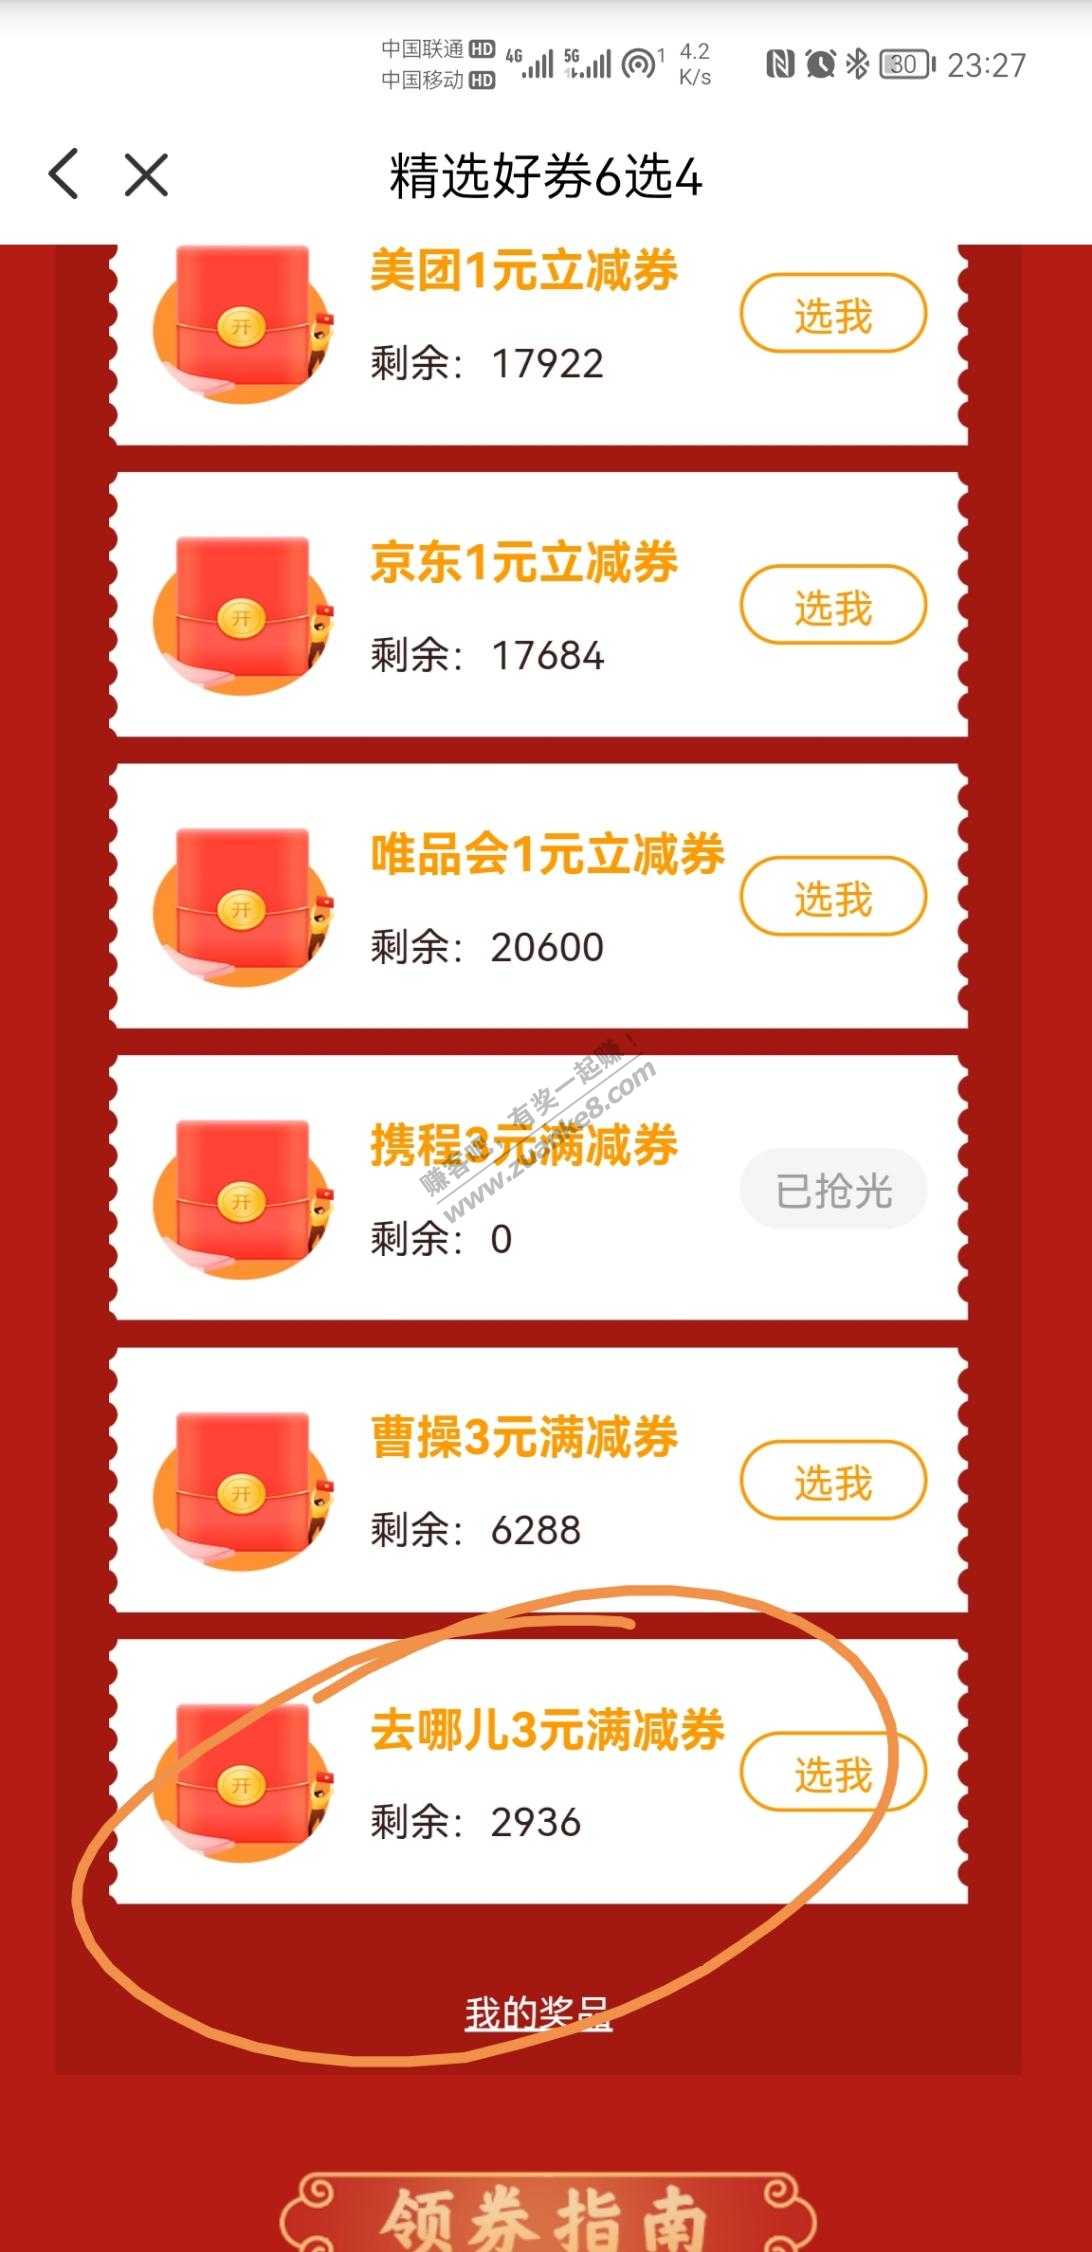 中国联通 HD 4G 5G 1 4.2 30 23:27
中国移动 HD K/s
精选好券6选4
美团1元立减券
选我
剩余: 17922
开
京东1元立减券
选我
剩余: 17684
开
唯品会1元立减券
选我
剩余: 20600
开
赚客吧,有奖一起赚!
www.zuanke8.com
携程3元满减券
已抢光
剩余: 0
开
曹操3元满减券
选我
剩余: 6288
开
去哪儿3元满减券
选我
剩余: 2936
开
我的奖品
领券指南